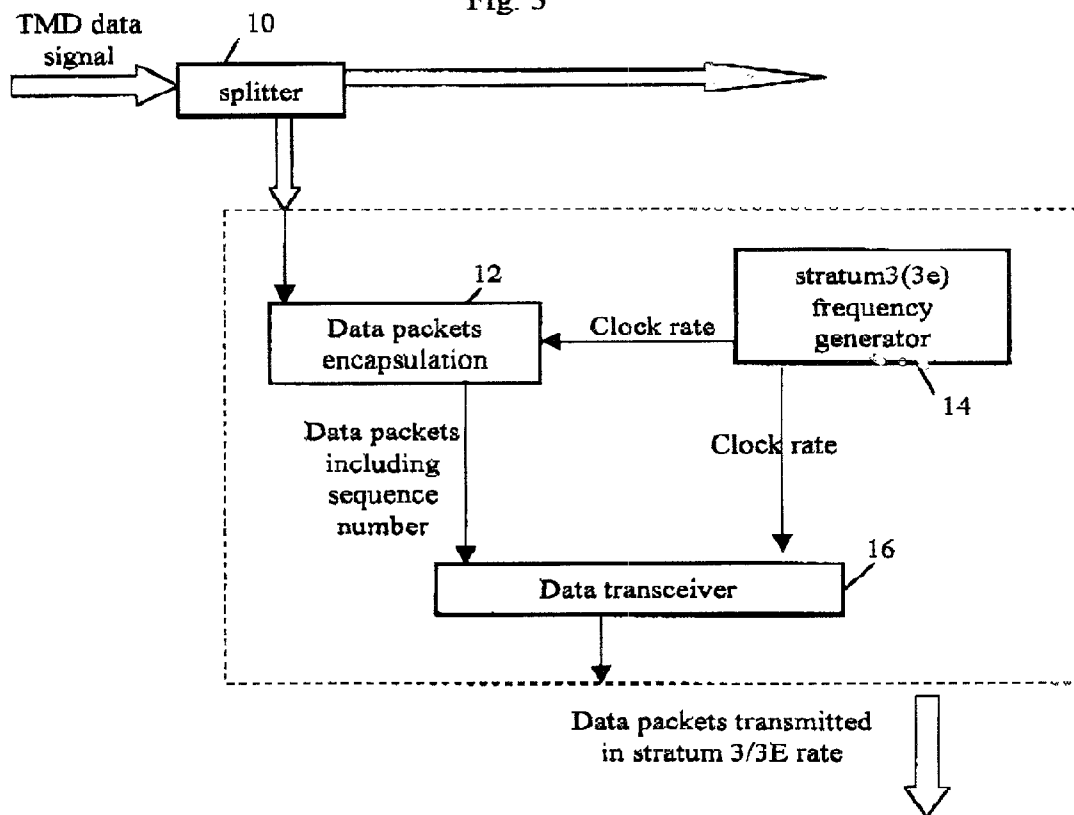 Fig. 3
TMD data
signal
10
splitter
12
Data packets
encapsulation
Clock rate
stratum3(3e)
frequency
generator
14
Data packets
including
sequence
number
Clock rate
16
Data transceiver
Data packets transmitted
in stratum 3/3E rate